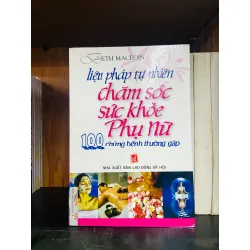 BETH MACEOIN
liệu pháp tự nhiên
chăm sóc
sức khỏe
Phụ Nữ
100 chứng bệnh thường gặp
NHÀ XUẤT BẢN LAO ĐỘNG XÃ HỘI